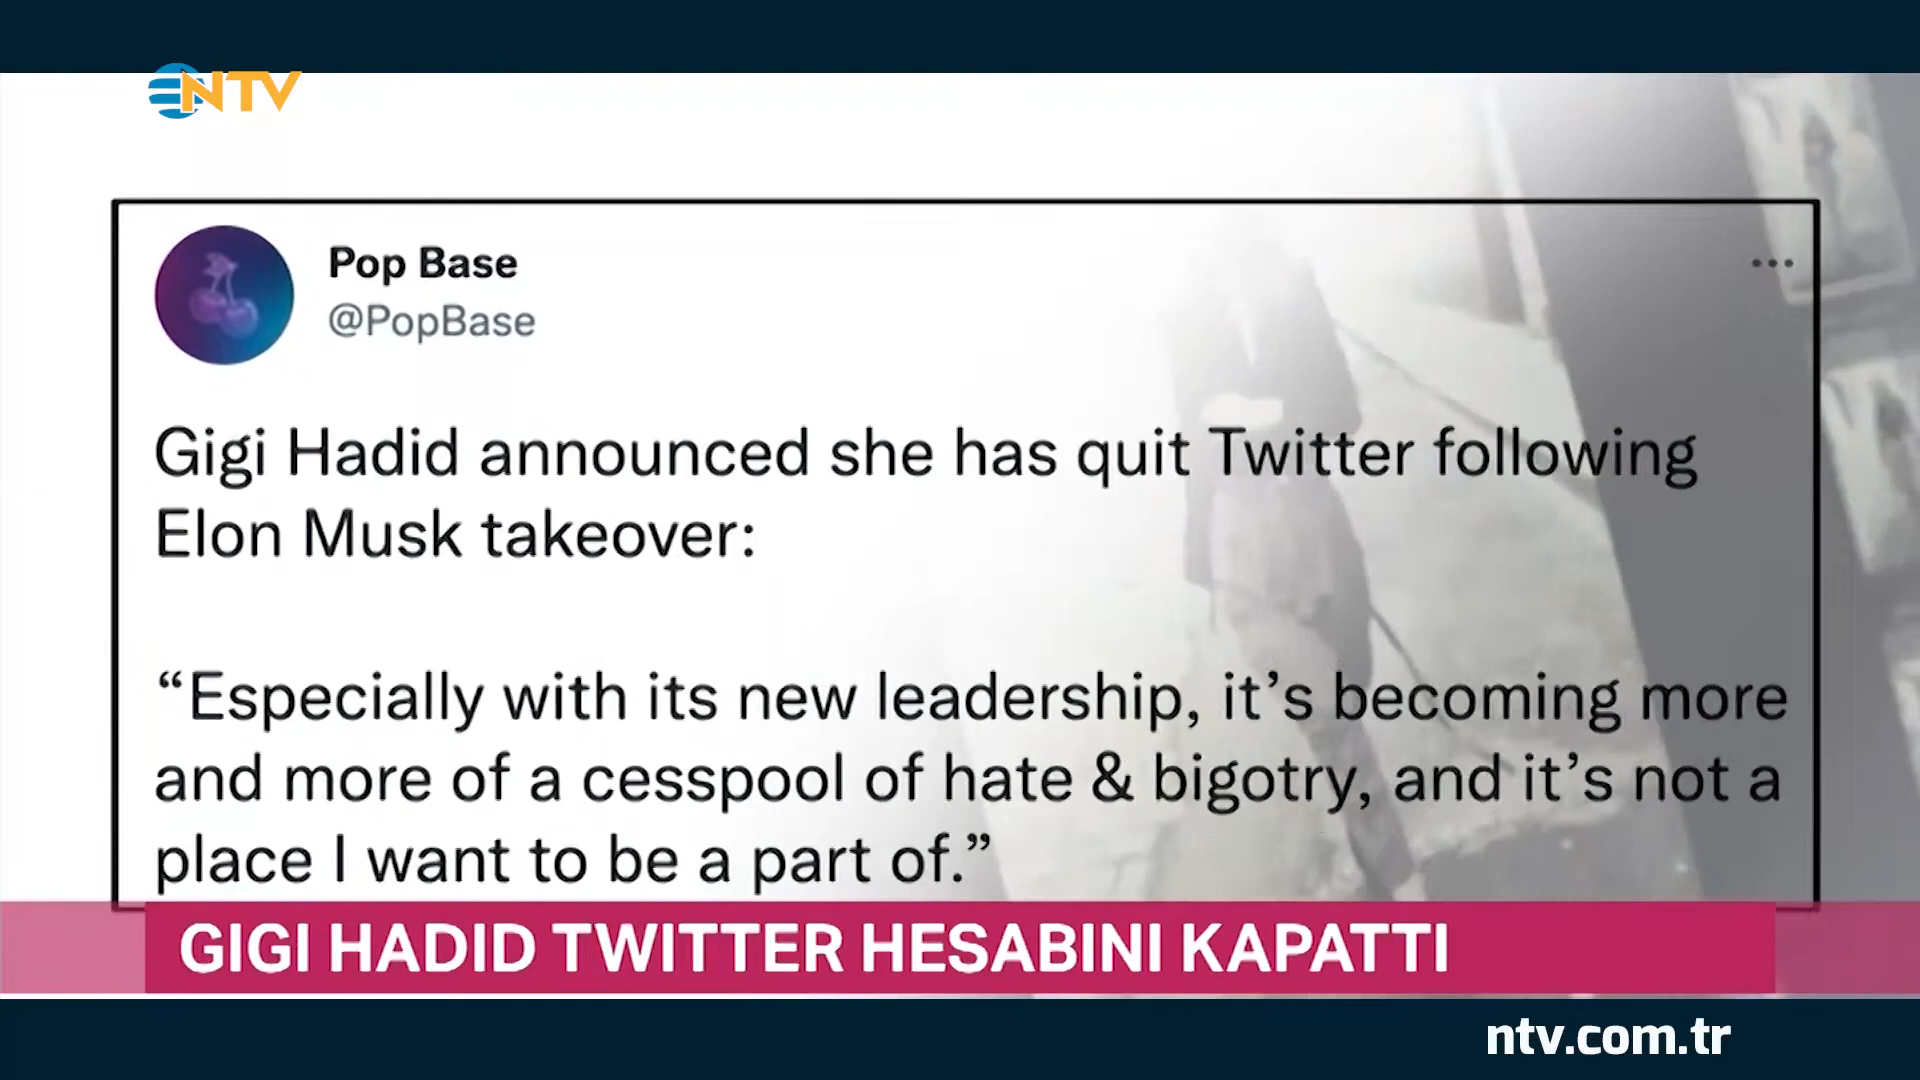 NTV
Pop Base
@PopBase
Gigi Hadid announced she has quit Twitter following
Elon Musk takeover:
“Especially with its new leadership, it’s becoming more
and more of a cesspool of hate & bigotry, and it’s not a
place I want to be a part of.”
GIGI HADID TWITTER HESABINI KAPATTI
ntv.com.tr